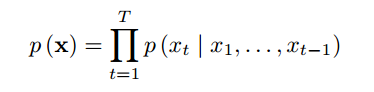 p(𝐱) = ∏_{t=1}^{T} p(x_t | x_1, . . . , x_{t−1})